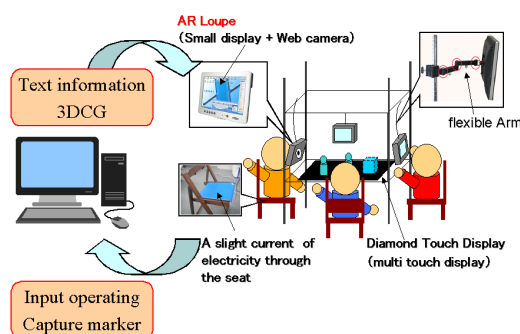 AR Loupe
(Small display + Web camera)
Text information
3DCG
flexible Arm
A slight current of
electricity through
the seat
Diamond Touch Display
(multi touch display)
Input operating
Capture marker